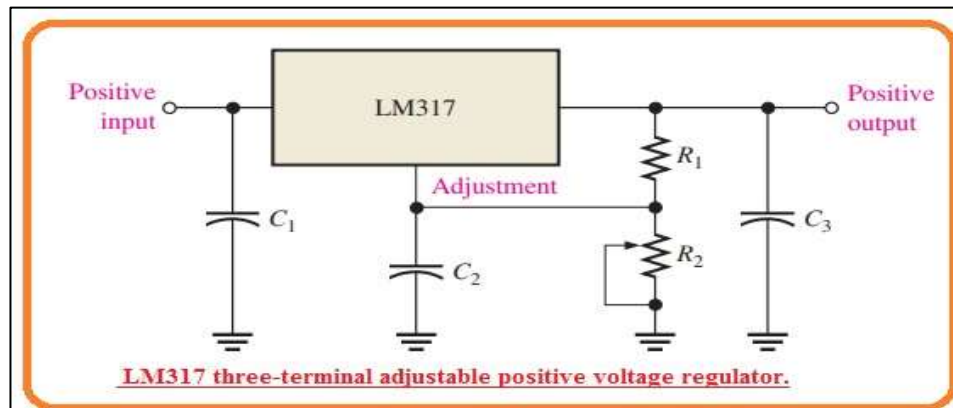 Positive
input
LM317
Positive
output
R1
Adjustment
C1
C2
R2
C3
LM317 three-terminal adjustable positive voltage regulator.